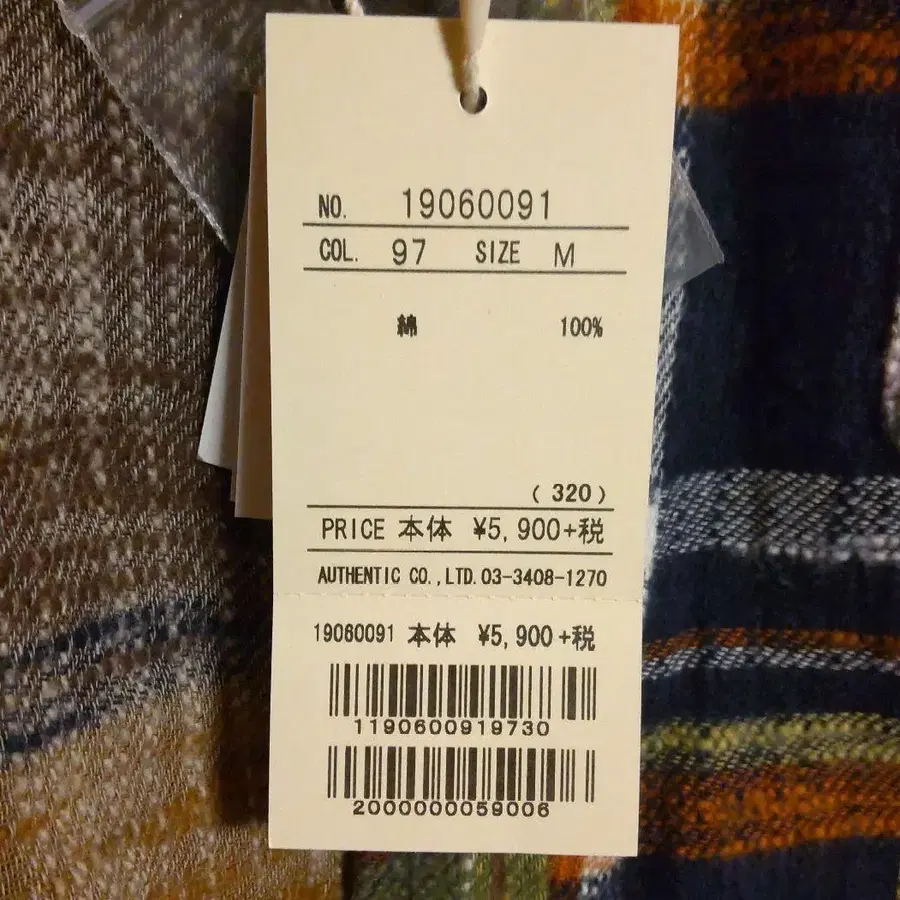 NO. 19060091
COL. 97 SIZE M
綿 100%
(320)
PRICE 本体 ¥5,900+税
AUTHENTIC CO.,LTD.03-3408-1270
19060091 本体 ¥5,900+税
1190600919730
2000000059006